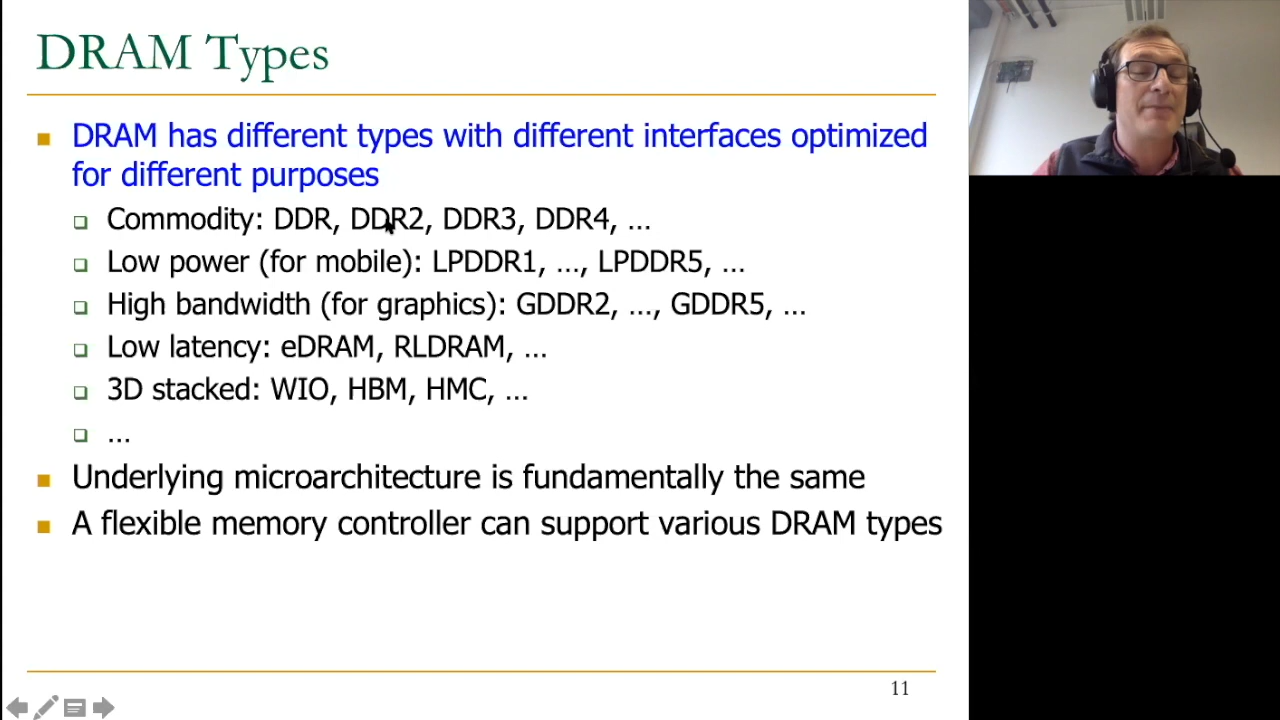 DRAM Types
DRAM has different types with different interfaces optimized
for different purposes
Commodity: DDR, DDR2, DDR3, DDR4, ...
Low power (for mobile): LPDDR1, ..., LPDDR5, ...
High bandwidth (for graphics): GDDR2, ..., GDDR5, ...
Low latency: eDRAM, RLDRAM, ...
3D stacked: WIO, HBM, HMC, ...
...
Underlying microarchitecture is fundamentally the same
A flexible memory controller can support various DRAM types
11